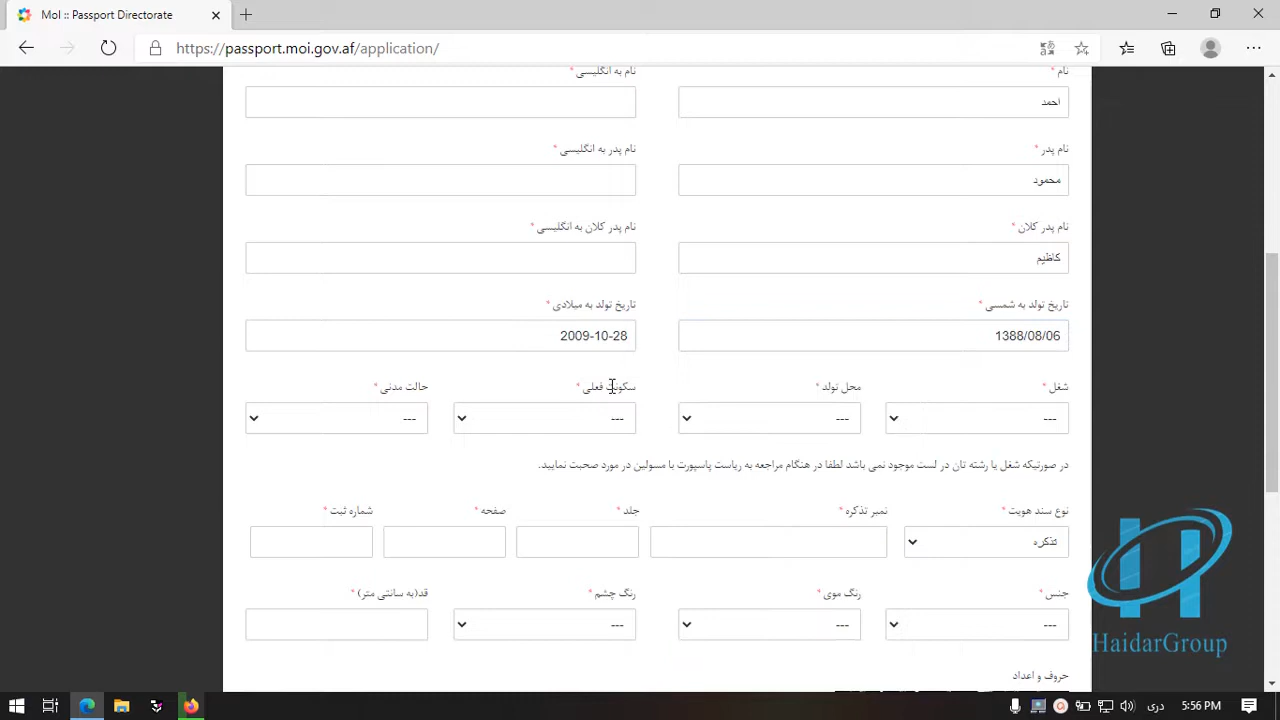 MoI :: Passport Directorate
https://passport.moi.gov.af/application/
نام * نام به انگلیسی *
احمد
نام پدر * نام پدر به انگلیسی *
محمود
نام پدر کلان * نام پدر کلان به انگلیسی *
کاظیم
تاریخ تولد به شمسی * تاریخ تولد به میلادی *
1388/08/06 2009-10-28
شغل * محل تولد * سکونت فعلی * حالت مدنی *
--- --- --- ---
در صورتیکه شغل یا رشته تان در لست موجود نمی باشد لطفا در هنگام مراجعه به ریاست پاسپورت با مسولین در مورد صحبت نمایید.
نوع سند هویت * نمبر تذکره * جلد * صفحه * شماره ثبت *
تذکره
جنس * رنگ موی * رنگ چشم * قد(به سانتی متر) *
--- --- ---
حروف و اعداد
HaidarGroup
دری 5:56 PM